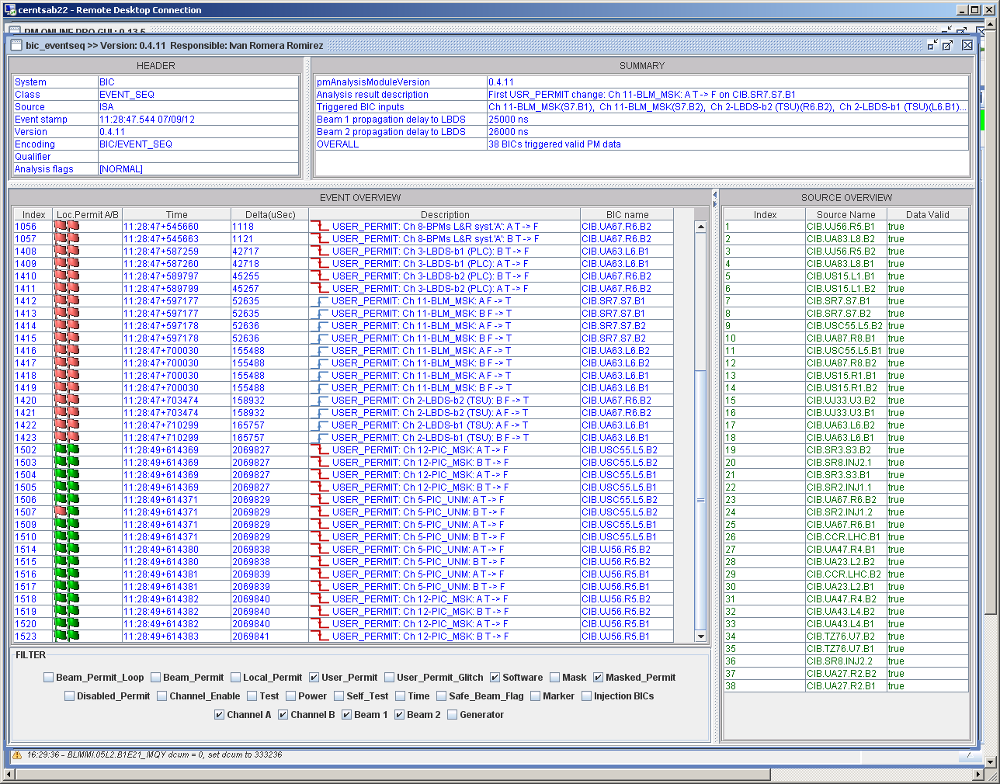 cerntsab22 - Remote Desktop Connection
PM ONLINE PRO GUI: 0.13.5
bic_eventseq >> Version: 0.4.11 Responsible: Ivan Romera Romirez
HEADER
System BIC
Class EVENT_SEQ
Source ISA
Event stamp 11:28:47.544 07/09/12
Version 0.4.11
Encoding BIC/EVENT_SEQ
Qualifier
Analysis flags [NORMAL]
SUMMARY
pmAnalysisModuleVersion 0.4.11
Analysis result description First USR_PERMIT change: Ch 11-BLM_MSK: A T -> F on CIB.SR7.S7.B1
Triggered BIC inputs Ch 11-BLM_MSK(S7.B1), Ch 11-BLM_MSK(S7.B2), Ch 2-LBDS-b2 (TSU)(R6.B2), Ch 2-LBDS-b1 (TSU)(L6.B1)...
Beam 1 propagation delay to LBDS 25000 ns
Beam 2 propagation delay to LBDS 26000 ns
OVERALL 38 BICs triggered valid PM data
EVENT OVERVIEW
Index Loc.Permit A/B Time Delta(uSec) Description BIC name
1056 11:28:47+545660 1118 USER_PERMIT: Ch 8-BPMs L&R syst.'A': A T -> F CIB.UA67.R6.B2
1057 11:28:47+545663 1121 USER_PERMIT: Ch 8-BPMs L&R syst.'A': B T -> F CIB.UA67.R6.B2
1408 11:28:47+587259 42717 USER_PERMIT: Ch 3-LBDS-b1 (PLC): B T -> F CIB.UA63.L6.B1
1409 11:28:47+587260 42718 USER_PERMIT: Ch 3-LBDS-b1 (PLC): A T -> F CIB.UA63.L6.B1
1410 11:28:47+589797 45255 USER_PERMIT: Ch 3-LBDS-b2 (PLC): B T -> F CIB.UA67.R6.B2
1411 11:28:47+589799 45257 USER_PERMIT: Ch 3-LBDS-b2 (PLC): A T -> F CIB.UA67.R6.B2
1412 11:28:47+597177 52635 USER_PERMIT: Ch 11-BLM_MSK: A F -> T CIB.SR7.S7.B1
1413 11:28:47+597177 52635 USER_PERMIT: Ch 11-BLM_MSK: B F -> T CIB.SR7.S7.B1
1414 11:28:47+597178 52636 USER_PERMIT: Ch 11-BLM_MSK: A F -> T CIB.SR7.S7.B2
1415 11:28:47+597178 52636 USER_PERMIT: Ch 11-BLM_MSK: B F -> T CIB.SR7.S7.B2
1416 11:28:47+700030 155488 USER_PERMIT: Ch 11-BLM_MSK: A F -> T CIB.UA63.L6.B2
1417 11:28:47+700030 155488 USER_PERMIT: Ch 11-BLM_MSK: B F -> T CIB.UA63.L6.B2
1418 11:28:47+700030 155488 USER_PERMIT: Ch 11-BLM_MSK: A F -> T CIB.UA63.L6.B1
1419 11:28:47+700030 155488 USER_PERMIT: Ch 11-BLM_MSK: B F -> T CIB.UA63.L6.B1
1420 11:28:47+703474 158932 USER_PERMIT: Ch 2-LBDS-b2 (TSU): B F -> T CIB.UA67.R6.B2
1421 11:28:47+703474 158932 USER_PERMIT: Ch 2-LBDS-b2 (TSU): A F -> T CIB.UA67.R6.B2
1422 11:28:47+710299 165757 USER_PERMIT: Ch 2-LBDS-b1 (TSU): A F -> T CIB.UA63.L6.B1
1423 11:28:47+710299 165757 USER_PERMIT: Ch 2-LBDS-b1 (TSU): B F -> T CIB.UA63.L6.B1
1502 11:28:49+614369 2069827 USER_PERMIT: Ch 12-PIC_MSK: A T -> F CIB.USC55.L5.B2
1503 11:28:49+614369 2069827 USER_PERMIT: Ch 12-PIC_MSK: B T -> F CIB.USC55.L5.B2
1504 11:28:49+614369 2069827 USER_PERMIT: Ch 12-PIC_MSK: A T -> F CIB.USC55.L5.B1
1505 11:28:49+614369 2069827 USER_PERMIT: Ch 12-PIC_MSK: B T -> F CIB.USC55.L5.B1
1506 11:28:49+614371 2069829 USER_PERMIT: Ch 5-PIC_UNM: A T -> F CIB.USC55.L5.B2
1507 11:28:49+614371 2069829 USER_PERMIT: Ch 5-PIC_UNM: B T -> F CIB.USC55.L5.B2
1509 11:28:49+614371 2069829 USER_PERMIT: Ch 5-PIC_UNM: A T -> F CIB.USC55.L5.B1
1510 11:28:49+614371 2069829 USER_PERMIT: Ch 5-PIC_UNM: B T -> F CIB.USC55.L5.B1
1514 11:28:49+614380 2069838 USER_PERMIT: Ch 5-PIC_UNM: A T -> F CIB.UJ56.R5.B2
1515 11:28:49+614380 2069838 USER_PERMIT: Ch 5-PIC_UNM: B T -> F CIB.UJ56.R5.B2
1516 11:28:49+614381 2069839 USER_PERMIT: Ch 5-PIC_UNM: A T -> F CIB.UJ56.R5.B1
1517 11:28:49+614381 2069839 USER_PERMIT: Ch 5-PIC_UNM: B T -> F CIB.UJ56.R5.B1
1518 11:28:49+614382 2069840 USER_PERMIT: Ch 12-PIC_MSK: A T -> F CIB.UJ56.R5.B2
1519 11:28:49+614382 2069840 USER_PERMIT: Ch 12-PIC_MSK: B T -> F CIB.UJ56.R5.B2
1520 11:28:49+614382 2069840 USER_PERMIT: Ch 12-PIC_MSK: A T -> F CIB.UJ56.R5.B1
1523 11:28:49+614383 2069841 USER_PERMIT: Ch 12-PIC_MSK: B T -> F CIB.UJ56.R5.B1
SOURCE OVERVIEW
Index Source Name Data Valid
1 CIB.UJ56.R5.B1 true
2 CIB.UA83.L8.B2 true
3 CIB.UJ56.R5.B2 true
4 CIB.UA83.L8.B1 true
5 CIB.US15.L1.B1 true
6 CIB.US15.L1.B2 true
7 CIB.SR7.S7.B1 true
8 CIB.SR7.S7.B2 true
9 CIB.USC55.L5.B2 true
10 CIB.UA87.R8.B1 true
11 CIB.USC55.L5.B1 true
12 CIB.UA87.R8.B2 true
13 CIB.US15.R1.B1 true
14 CIB.US15.R1.B2 true
15 CIB.UJ33.U3.B2 true
16 CIB.UJ33.U3.B1 true
17 CIB.UA63.L6.B2 true
18 CIB.UA63.L6.B1 true
19 CIB.SR3.S3.B2 true
20 CIB.SR8.INJ2.1 true
21 CIB.SR3.S3.B1 true
22 CIB.SR2.INJ1.1 true
23 CIB.UA67.R6.B2 true
24 CIB.SR2.INJ1.2 true
25 CIB.UA67.R6.B1 true
26 CIB.CCR.LHC.B1 true
27 CIB.UA47.R4.B1 true
28 CIB.UA23.L2.B2 true
29 CIB.CCR.LHC.B2 true
30 CIB.UA23.L2.B1 true
31 CIB.UA47.R4.B2 true
32 CIB.UA43.L4.B2 true
33 CIB.UA43.L4.B1 true
34 CIB.TZ76.U7.B2 true
35 CIB.TZ76.U7.B1 true
36 CIB.SR8.INJ2.2 true
37 CIB.UA27.R2.B2 true
38 CIB.UA27.R2.B1 true
FILTER
Beam_Permit_Loop Beam_Permit Local_Permit User_Permit User_Permit_Glitch Software Mask Masked_Permit
Disabled_Permit Channel_Enable Test Power Self_Test Time Safe_Beam_Flag Marker Injection BICs
Channel A Channel B Beam 1 Beam 2 Generator
16:29:36 - BLMMI.05L2.B1E21_MQY dcum = 0, set dcum to 333236